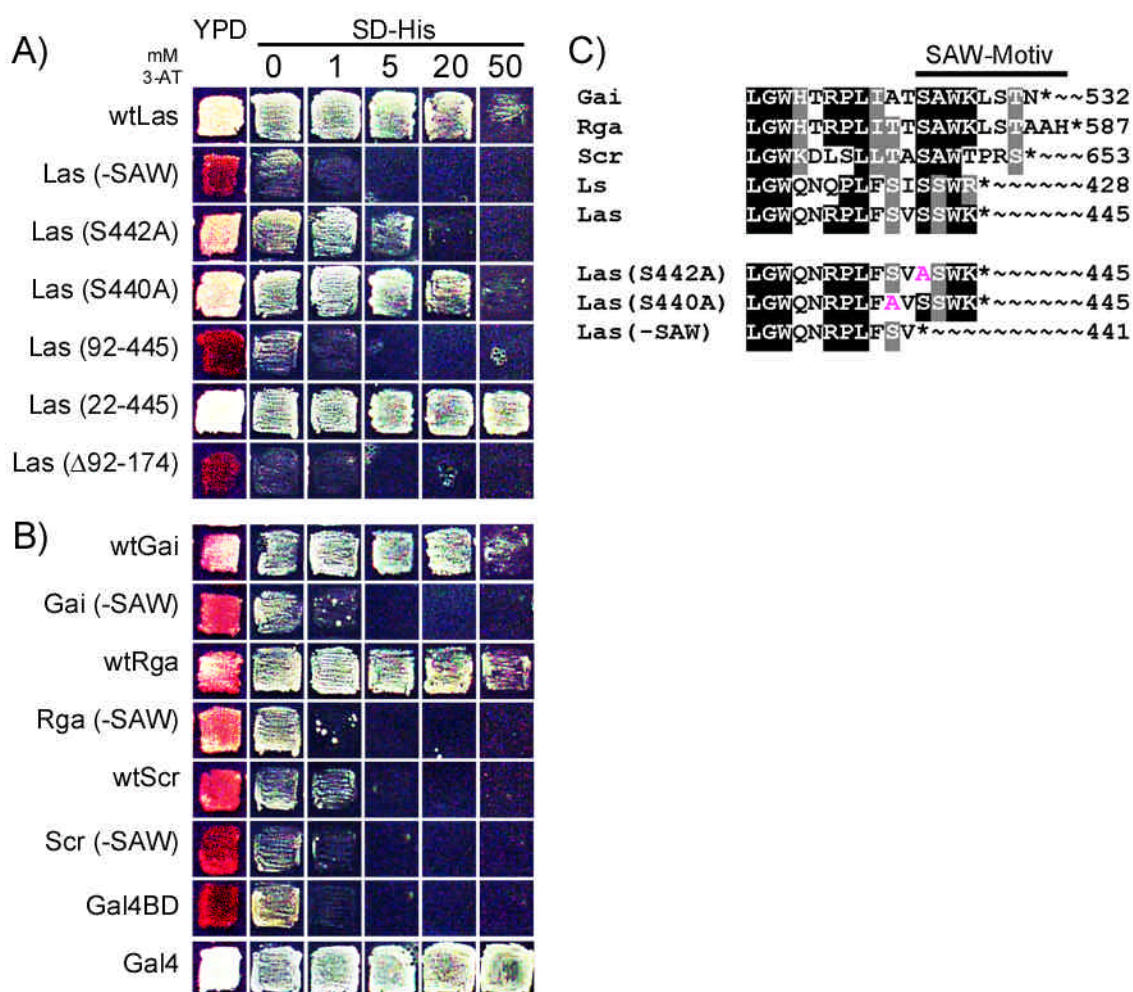 A)
YPD SD-His
mM 3-AT 0 1 5 20 50
wtLas
Las (-SAW)
Las (S442A)
Las (S440A)
Las (92-445)
Las (22-445)
Las (Δ92-174)
B)
wtGai
Gai (-SAW)
wtRga
Rga (-SAW)
wtScr
Scr (-SAW)
Gal4BD
Gal4
C)
SAW-Motiv
Gai LGWHTRPLIATSAWKLSTN*~~532
Rga LGWHTRPLITTSAWKLSTAAH*587
Scr LGWKDLSLLTASAWTPRS*~~~653
Ls LGWQNQPLFSISSWR*~~~~~~428
Las LGWQNRPLFSVSSWK*~~~~~~445
Las(S442A) LGWQNRPLFSVASWK*~~~~~~445
Las(S440A) LGWQNRPLFAVSSWK*~~~~~~445
Las(-SAW) LGWQNRPLFSV*~~~~~~~~~~441